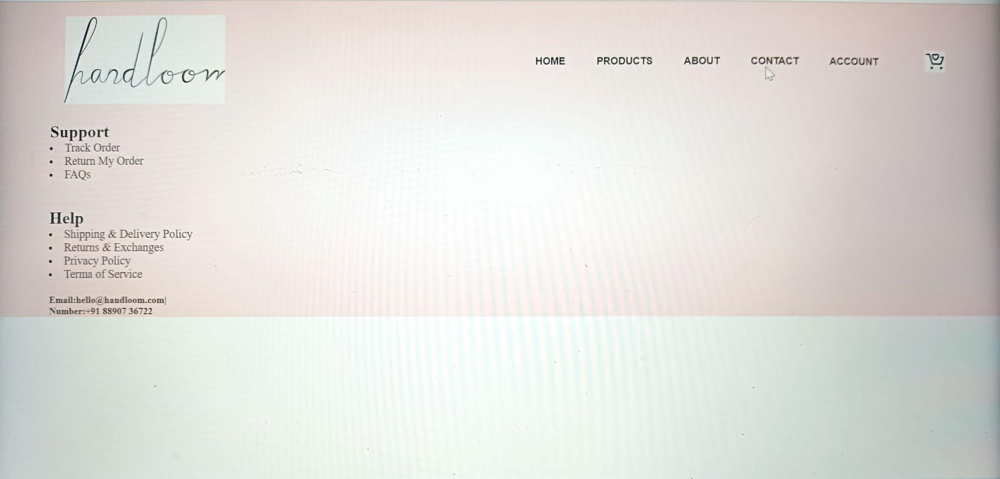 handloom
HOME PRODUCTS ABOUT CONTACT ACCOUNT
Support
• Track Order
• Return My Order
• FAQs
Help
• Shipping & Delivery Policy
• Returns & Exchanges
• Privacy Policy
• Terma of Service
Email:hello@handloom.com|
Number:+91 88907 36722